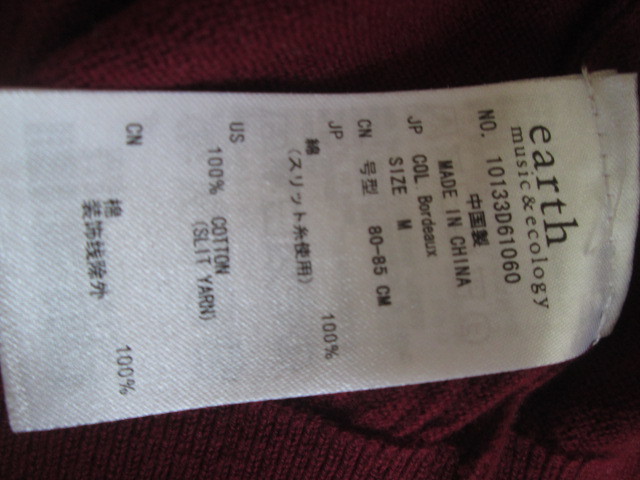 earth
music & ecology
NO. 10133D61060
中国製
MADE IN CHINA
JP COL. Bordeaux
SIZE M
CN 号型 80-85 CM
JP
綿
(スリット糸使用) 100%
US
100% COTTON
(SLIT YARN)
CN
棉 100%
装饰线除外